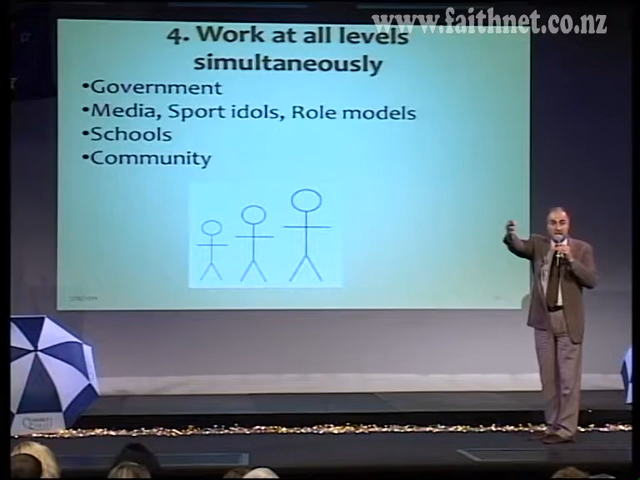 www.faithnet.co.nz
4. Work at all levels
simultaneously
•Government
•Media, Sport idols, Role models
•Schools
•Community